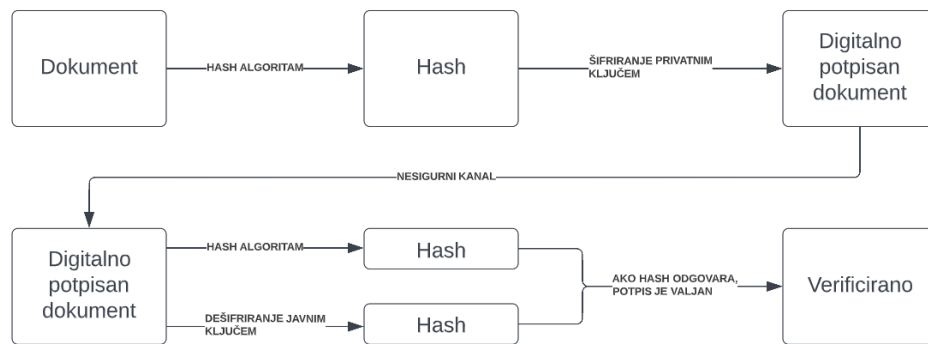 Dokument
HASH ALGORITAM
Hash
ŠIFRIRANJE PRIVATNIM
KLJUČEM
Digitalno
potpisan
dokument
NESIGURNI KANAL
Digitalno
potpisan
dokument
HASH ALGORITAM
Hash
DEŠIFRIRANJE JAVNIM
KLJUČEM
Hash
AKO HASH ODGOVARA,
POTPIS JE VALJAN
Verificirano